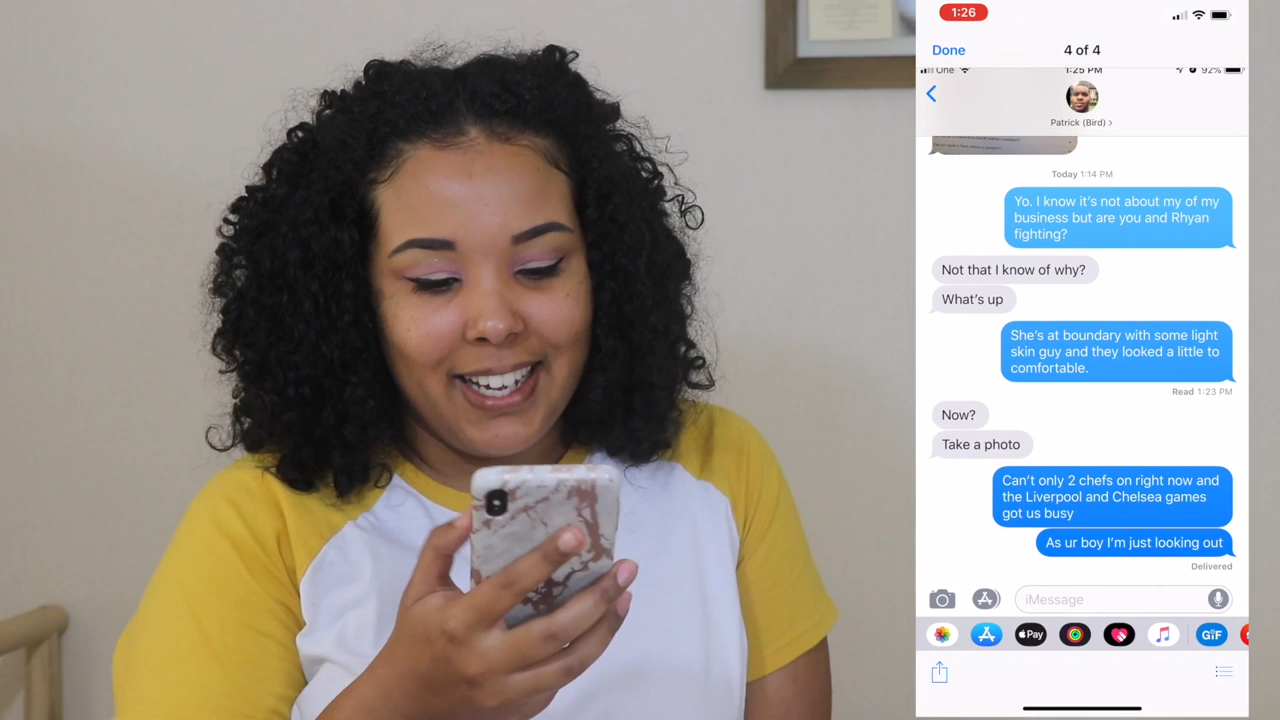 1:26
Done
4 of 4
One
1:25 PM
92%
Patrick (Bird) >
Today 1:14 PM
Yo. I know it's not about my of my
business but are you and Rhyan
fighting?
Not that I know of why?
What's up
She's at boundary with some light
skin guy and they looked a little to
comfortable.
Read 1:23 PM
Now?
Take a photo
Can't only 2 chefs on right now and
the Liverpool and Chelsea games
got us busy
As ur boy I'm just looking out
Delivered
iMessage
Pay
GIF